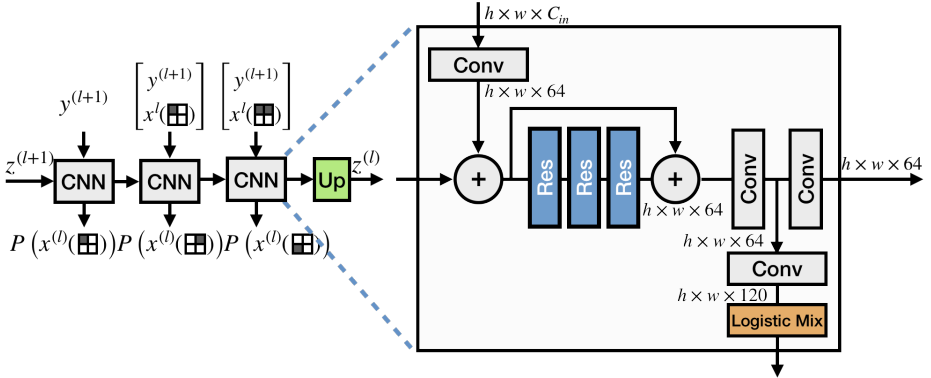 y^(l+1)
[ y^(l+1) x^l( ) ]
[ y^(l+1) x^l( ) ]
z^(l+1)
CNN
CNN
CNN
Up
z^(l)
P ( x^(l)( ) )
P ( x^(l)( ) )
P ( x^(l)( ) )
h × w × C_in
Conv
h × w × 64
+
Res
Res
Res
+
h × w × 64
Conv
Conv
h × w × 64
h × w × 64
Conv
h × w × 120
Logistic Mix